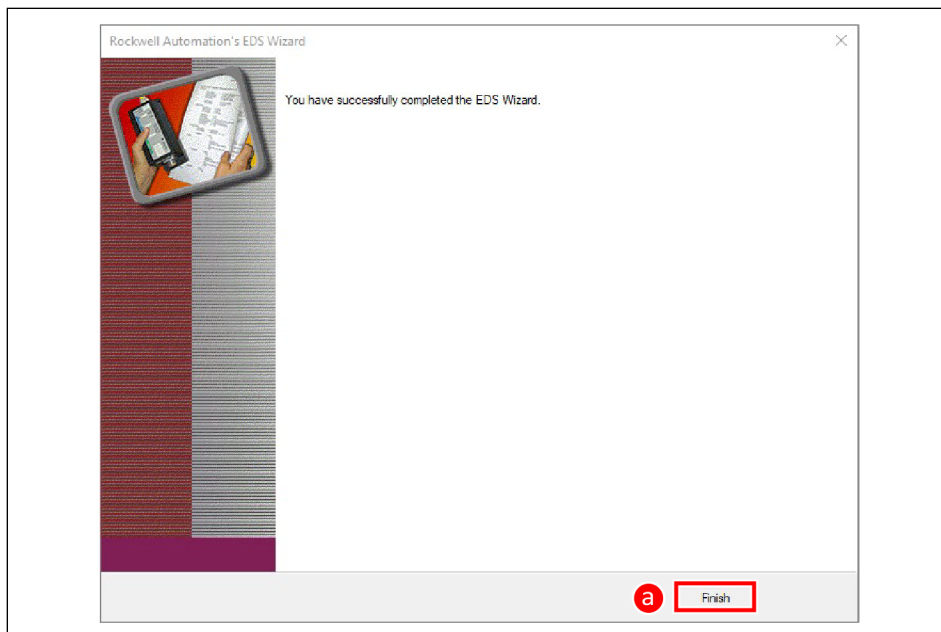 Rockwell Automation's EDS Wizard
You have successfully completed the EDS Wizard.
a
Finish